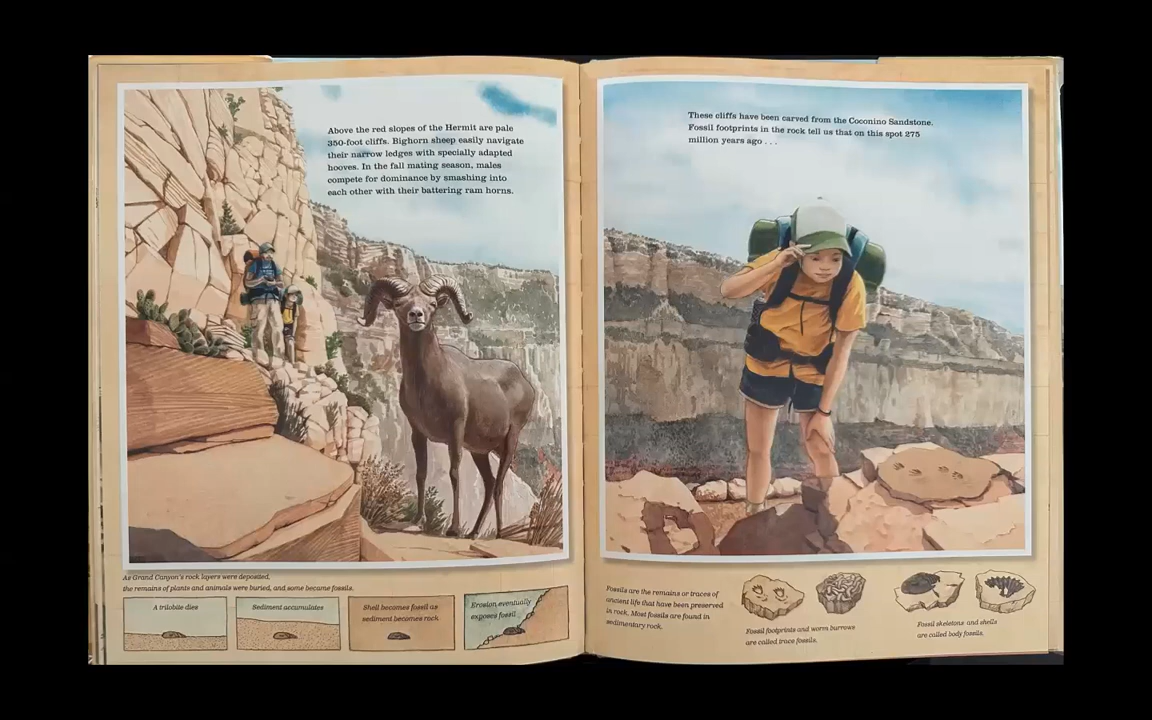 Above the red slopes of the Hermit are pale
350-foot cliffs. Bighorn sheep easily navigate
their narrow ledges with specially adapted
hooves. In the fall mating season, males
compete for dominance by smashing into
each other with their battering ram horns.
As Grand Canyon's rock layers were deposited,
the remains of plants and animals were buried, and some became fossils.
A trilobite dies
Sediment accumulates
Shell becomes fossil as
sediment becomes rock
Erosion eventually
exposes fossil
These cliffs have been carved from the Coconino Sandstone.
Fossil footprints in the rock tell us that on this spot 275
million years ago . . .
Fossils are the remains or traces of
ancient life that have been preserved
in rock. Most fossils are found in
sedimentary rock.
Fossil footprints and worm burrows
are called trace fossils.
Fossil skeletons and shells
are called body fossils.